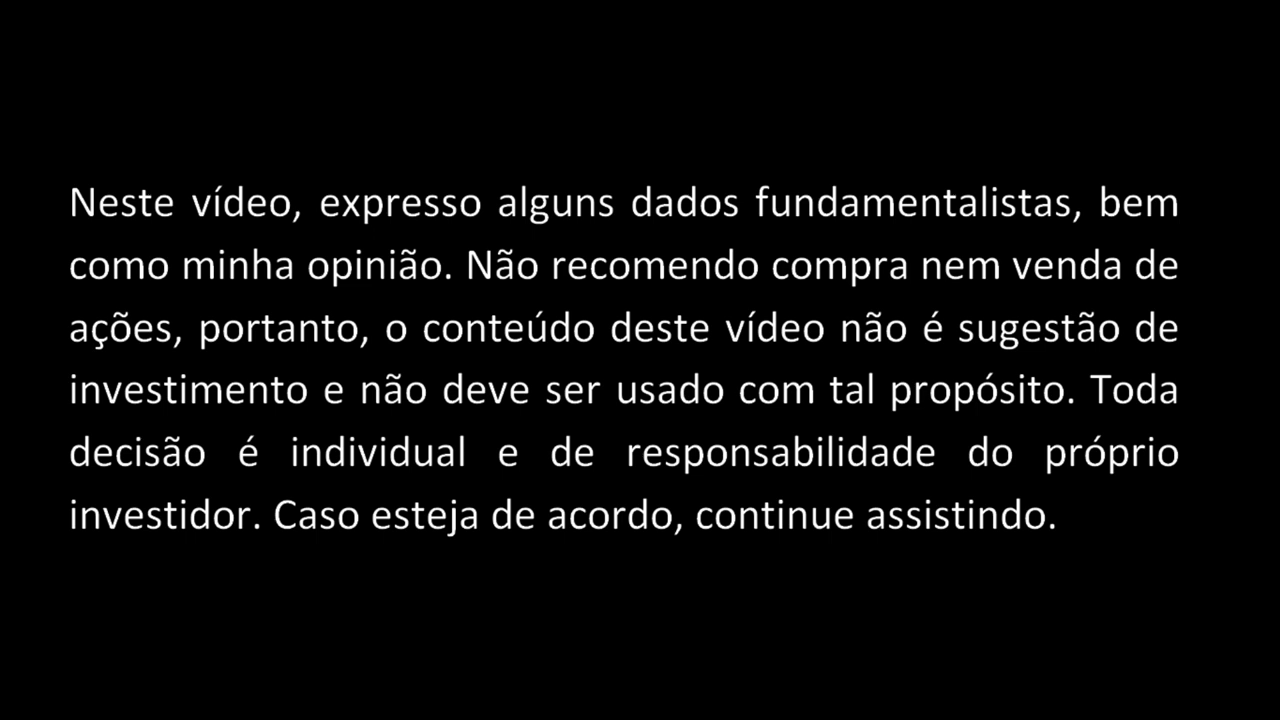 Neste vídeo, expresso alguns dados fundamentalistas, bem
como minha opinião. Não recomendo compra nem venda de
ações, portanto, o conteúdo deste vídeo não é sugestão de
investimento e não deve ser usado com tal propósito. Toda
decisão é individual e de responsabilidade do próprio
investidor. Caso esteja de acordo, continue assistindo.